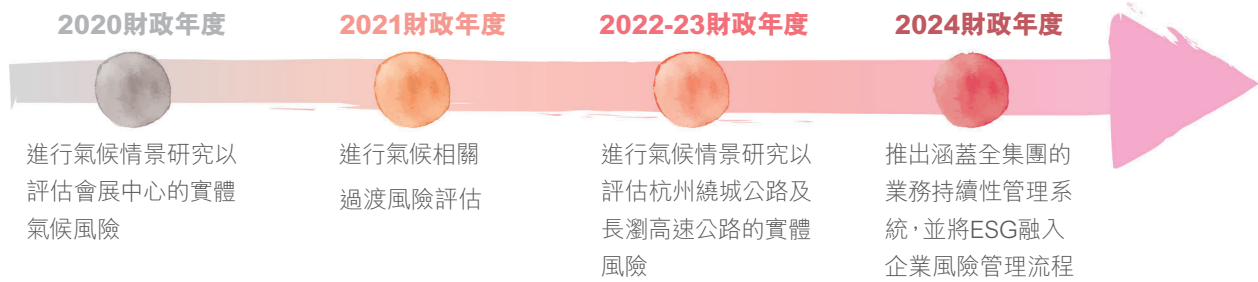 2020財政年度
進行氣候情景研究以
評估會展中心的實體
氣候風險
2021財政年度
進行氣候相關
過渡風險評估
2022-23財政年度
進行氣候情景研究以
評估杭州繞城公路及
長瀏高速公路的實體
風險
2024財政年度
推出涵蓋全集團的
業務持續性管理系
統，並將ESG融入
企業風險管理流程